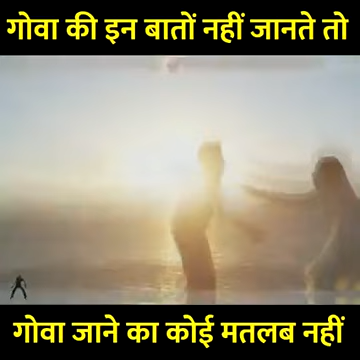 गोवा की इन बातों नहीं जानते तो
गोवा जाने का कोई मतलब नहीं